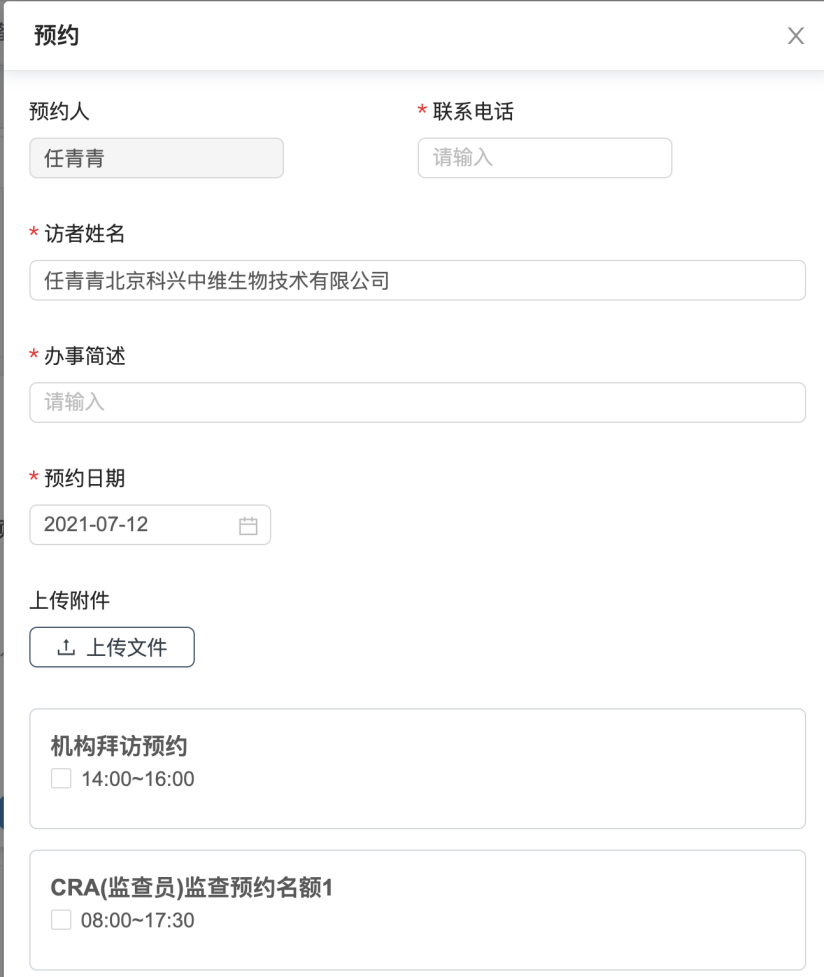 预约
预约人
* 联系电话
任青青
请输入
* 访者姓名
任青青北京科兴中维生物技术有限公司
* 办事简述
请输入
* 预约日期
2021-07-12
上传附件
上传文件
机构拜访预约
14:00~16:00
CRA(监查员)监查预约名额1
08:00~17:30